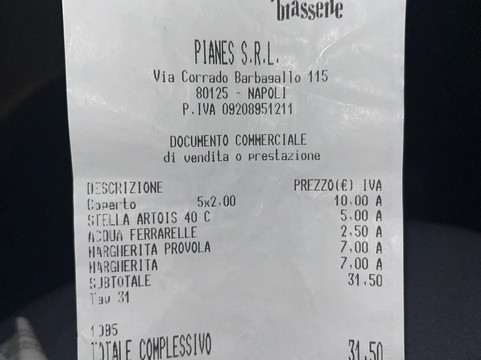 brasserie
PIANES S.R.L.
Via Corrado Barbagallo 115
80125 - NAPOLI
P.IVA 09208951211
DOCUMENTO COMMERCIALE
di vendita o prestazione
DESCRIZIONE PREZZO(€) IVA
Coperto 5x2,00 10,00 A
STELLA ARTOIS 40 C 5,00 A
ACQUA FERRARELLE 2,50 A
MARGHERITA PROVOLA 7,00 A
MARGHERITA 7,00 A
SUBTOTALE 31,50
Tav 31
1095
TOTALE COMPLESSIVO 31,50